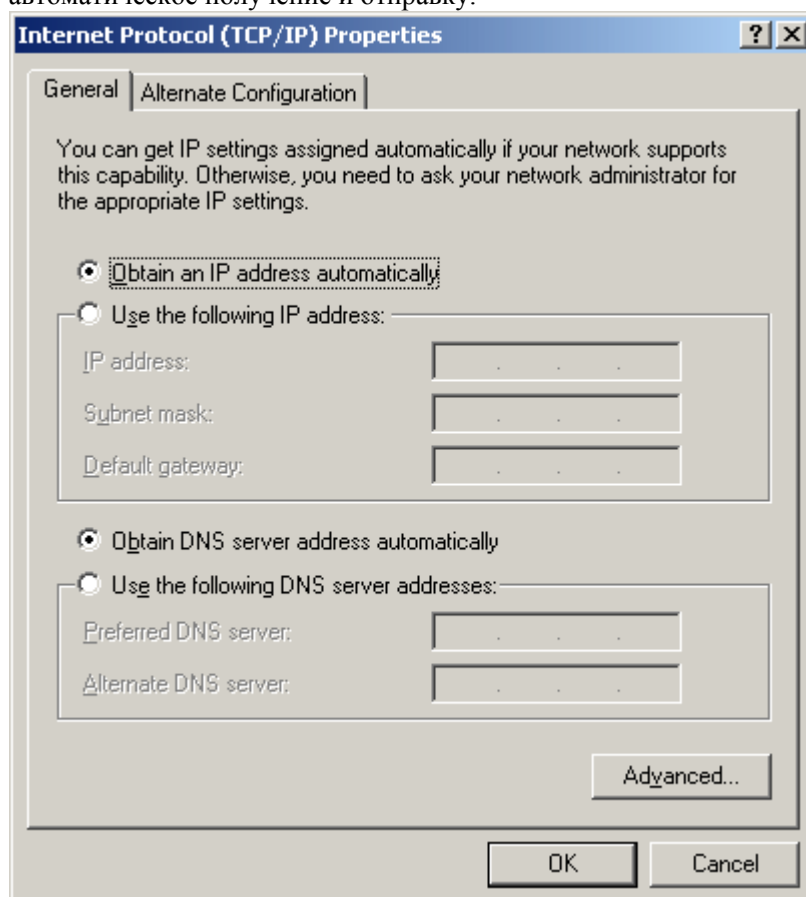 автоматическое получение и отправку.
Internet Protocol (TCP/IP) Properties
General Alternate Configuration
You can get IP settings assigned automatically if your network supports
this capability. Otherwise, you need to ask your network administrator for
the appropriate IP settings.
Obtain an IP address automatically
Use the following IP address:
IP address:
Subnet mask:
Default gateway:
Obtain DNS server address automatically
Use the following DNS server addresses:
Preferred DNS server:
Alternate DNS server:
Advanced...
OK Cancel